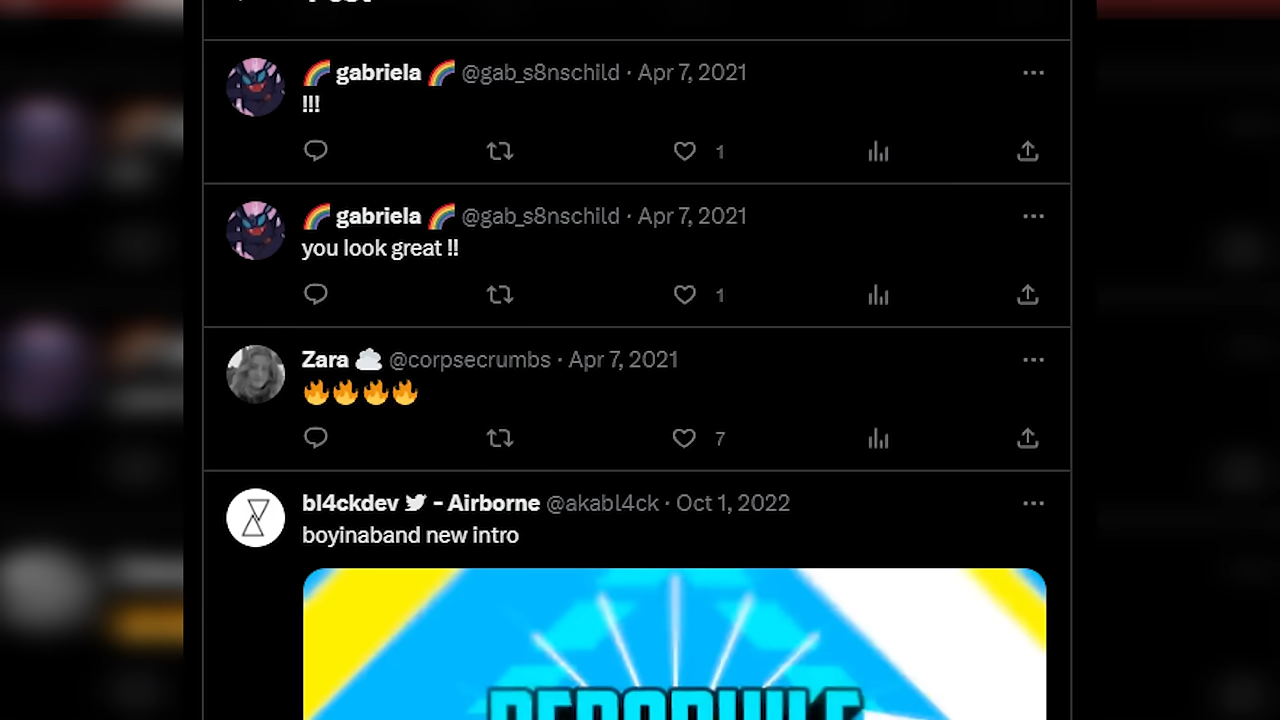 🌈 gabriela 🌈 @gab_s8nschild · Apr 7, 2021
!!!
1
🌈 gabriela 🌈 @gab_s8nschild · Apr 7, 2021
you look great !!
1
Zara ☁️ @corpsecrumbs · Apr 7, 2021
🔥🔥🔥🔥
7
bl4ckdev - Airborne @akabl4ck · Oct 1, 2022
boyinaband new intro